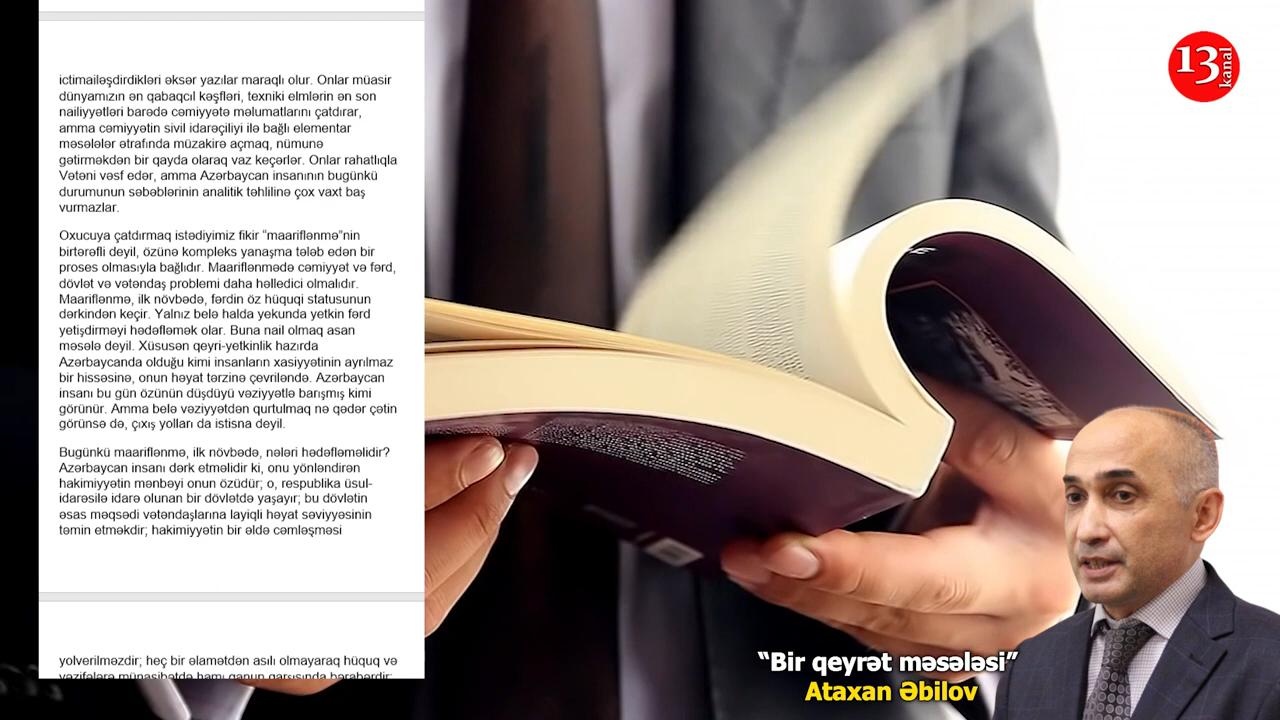 ictimailəşdirdikləri əksər yazılar maraqlı olur. Onlar müasir
dünyamızın ən qabaqcıl kəşfləri, texniki elmlərin ən son
nailiyyətləri barədə cəmiyyətə məlumatlarını çatdırar,
amma cəmiyyətin sivil idarəçiliyi ilə bağlı elementar
məsələlər ətrafında müzakirə açmaq, nümunə
gətirməkdən bir qayda olaraq vaz keçərlər. Onlar rahatlıqla
Vətəni vəsf edər, amma Azərbaycan insanının bugünkü
durumunun səbəblərinin analitik təhlilinə çox vaxt baş
vurmazlar.
Oxucuya çatdırmaq istədiyimiz fikir “maariflənmə”nin
birtərəfli deyil, özünə kompleks yanaşma tələb edən bir
proses olmasıyla bağlıdır. Maariflənmədə cəmiyyət və fərd,
dövlət və vətəndaş problemi daha həlledici olmalıdır.
Maariflənmə, ilk növbədə, fərdin öz hüquqi statusunun
dərkindən keçir. Yalnız belə halda yekunda yetkin fərd
yetişdirməyi hədəfləmək olar. Buna nail olmaq asan
məsələ deyil. Xüsusən qeyri-yetkinlik hazırda
Azərbaycanda olduğu kimi insanların xasiyyətinin ayrılmaz
bir hissəsinə, onun həyat tərzinə çevriləndə. Azərbaycan
insanı bu gün özünün düşdüyü vəziyyətlə barışmış kimi
görünür. Amma belə vəziyyətdən qurtulmaq nə qədər çətin
görünsə də, çıxış yolları da istisna deyil.
Bugünkü maariflənmə, ilk növbədə, nələri hədəfləməlidir?
Azərbaycan insanı dərk etməlidir ki, onu yönləndirən
hakimiyyətin mənbəyi onun özüdür; o, respublika üsul-
idarəsilə idarə olunan bir dövlətdə yaşayır; bu dövlətin
əsas məqsədi vətəndaşlarına layiqli həyat səviyyəsinin
təmin etməkdir; hakimiyyətin bir əldə cəmləşməsi
yolverilməzdir; heç bir əlamətdən asılı olmayaraq hüquq və
vəzifələrə münasibətdə hamı qanun qarşısında bərabərdir;
13 kanal
“Bir qeyrət məsələsi”
Ataxan Əbilov